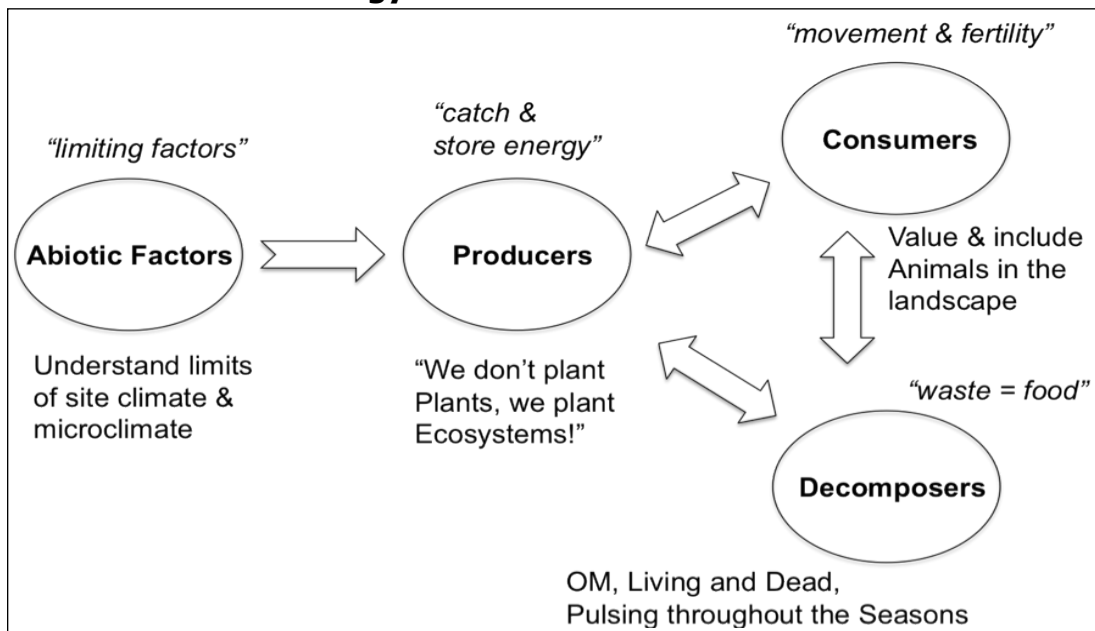 “movement & fertility”
Consumers
Value & include
Animals in the
landscape
“catch &
store energy”
Producers
“We don’t plant
Plants, we plant
Ecosystems!”
“limiting factors”
Abiotic Factors
Understand limits
of site climate &
microclimate
“waste = food”
Decomposers
OM, Living and Dead,
Pulsing throughout the Seasons